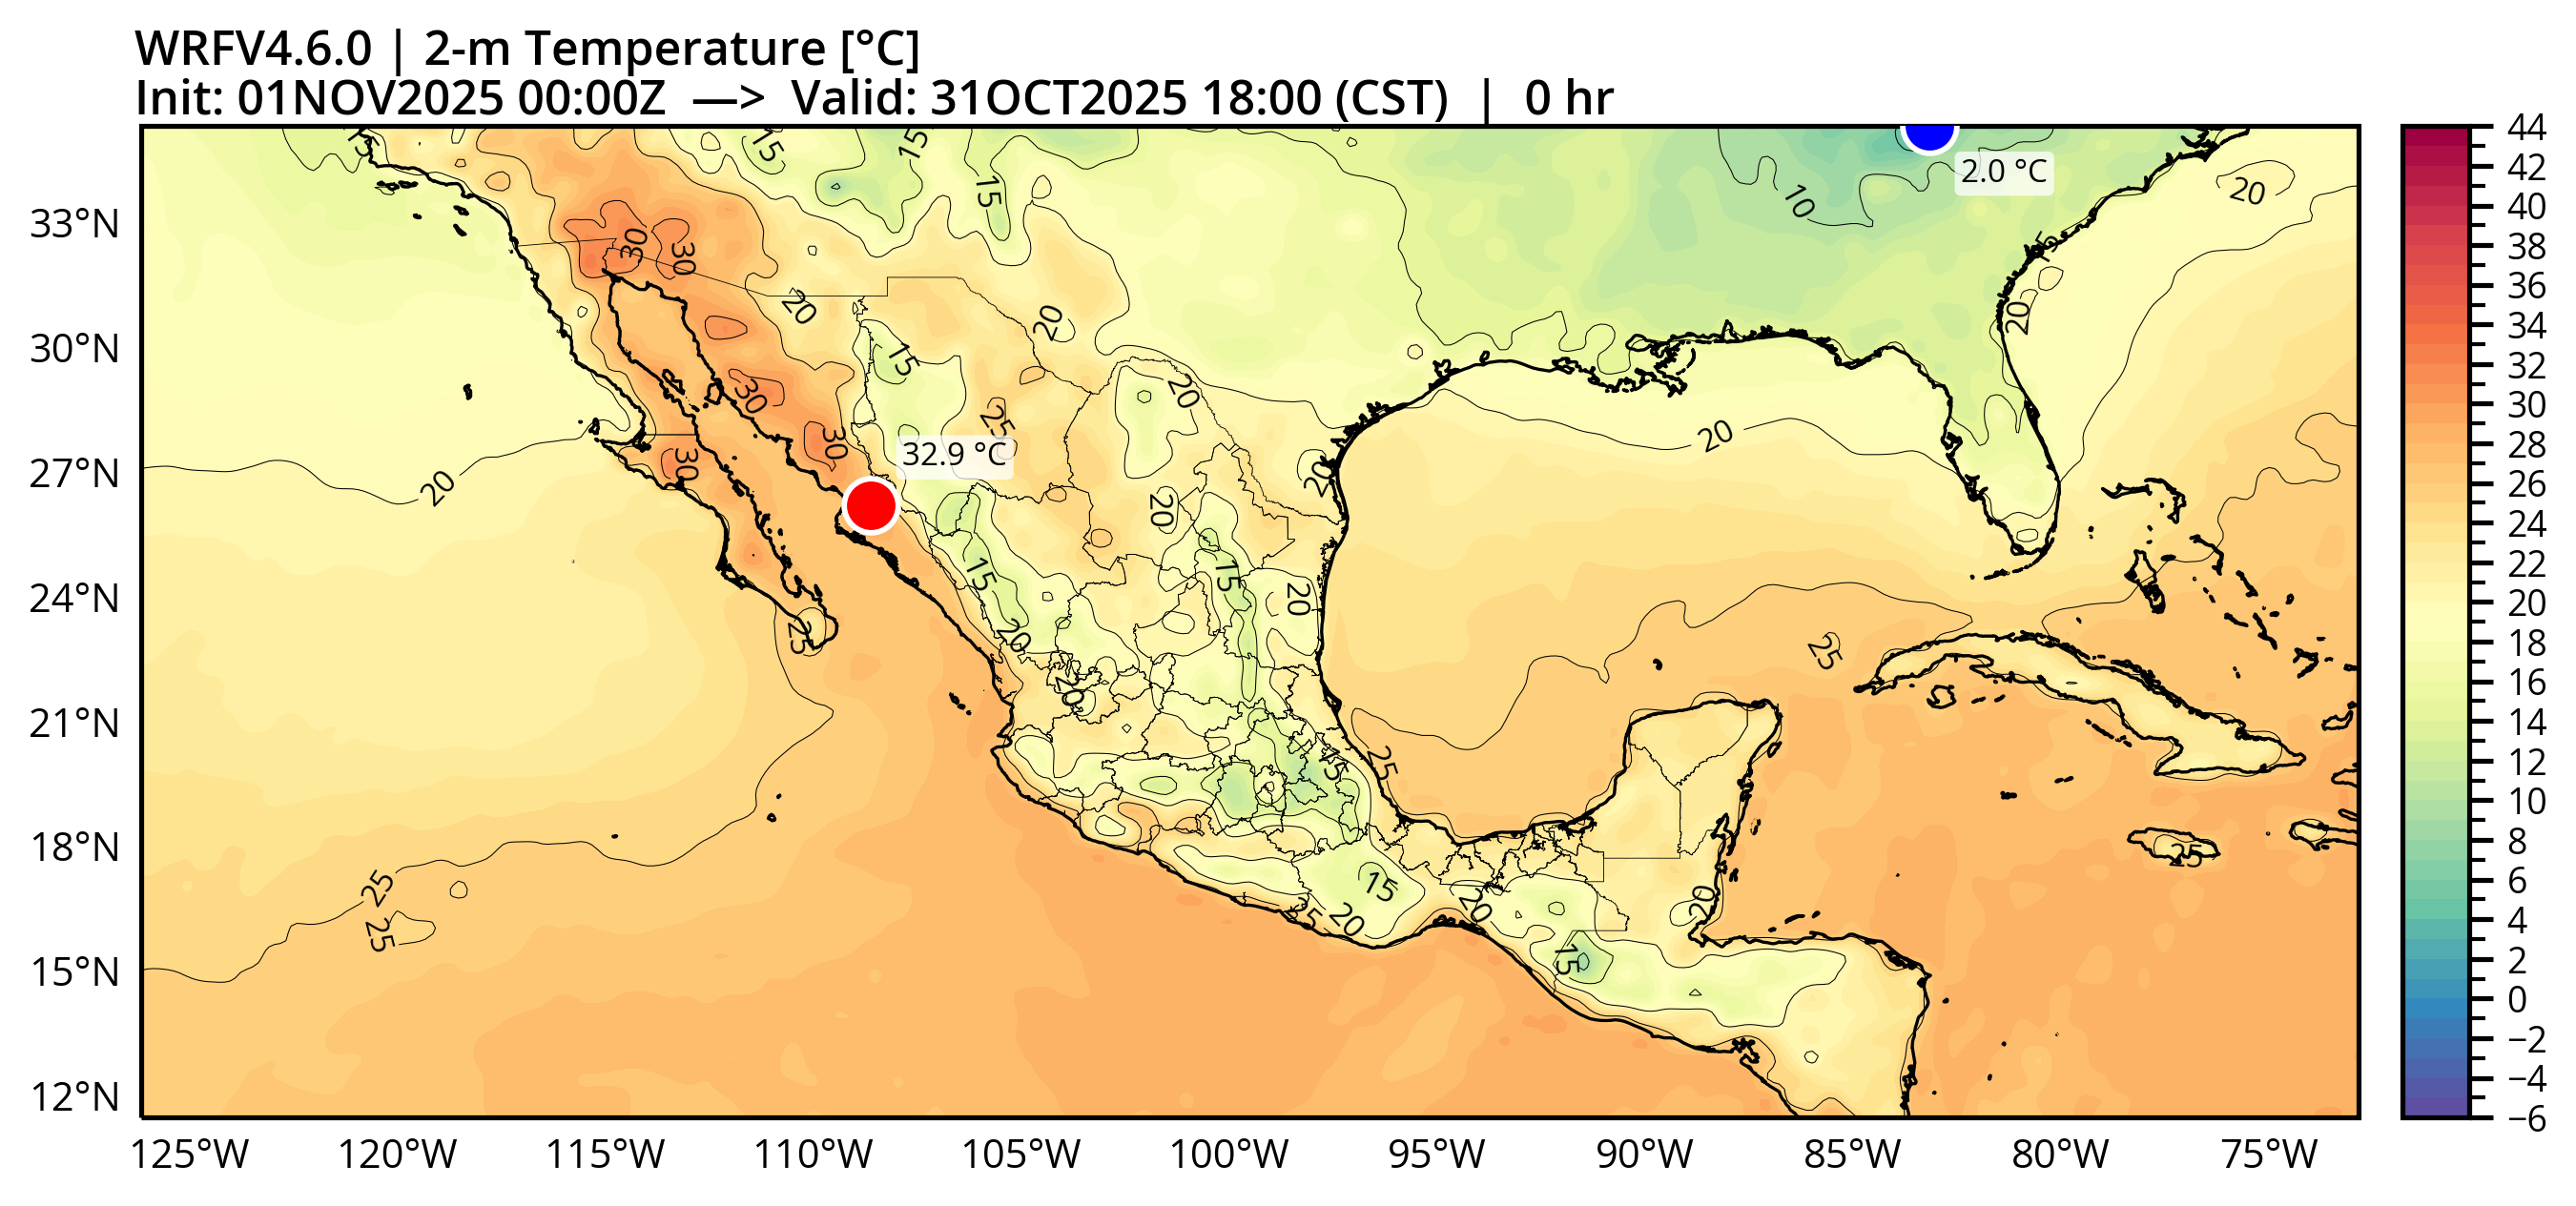 WRFV4.6.0 | 2-m Temperature [°C]
Init: 01NOV2025 00:00Z —> Valid: 31OCT2025 18:00 (CST) | 0 hr
2.0 °C
32.9 °C
15
15
15
15
10
20
15
30
30
20
20
20
15
20
30
25
20
30
30
20
20
20
15
15
20
25
20
25
20
15
25
25
25
15
20
20
25
20
25
15
33°N
30°N
27°N
24°N
21°N
18°N
15°N
12°N
125°W
120°W
115°W
110°W
105°W
100°W
95°W
90°W
85°W
80°W
75°W
44
42
40
38
36
34
32
30
28
26
24
22
20
18
16
14
12
10
8
6
4
2
0
−2
−4
−6